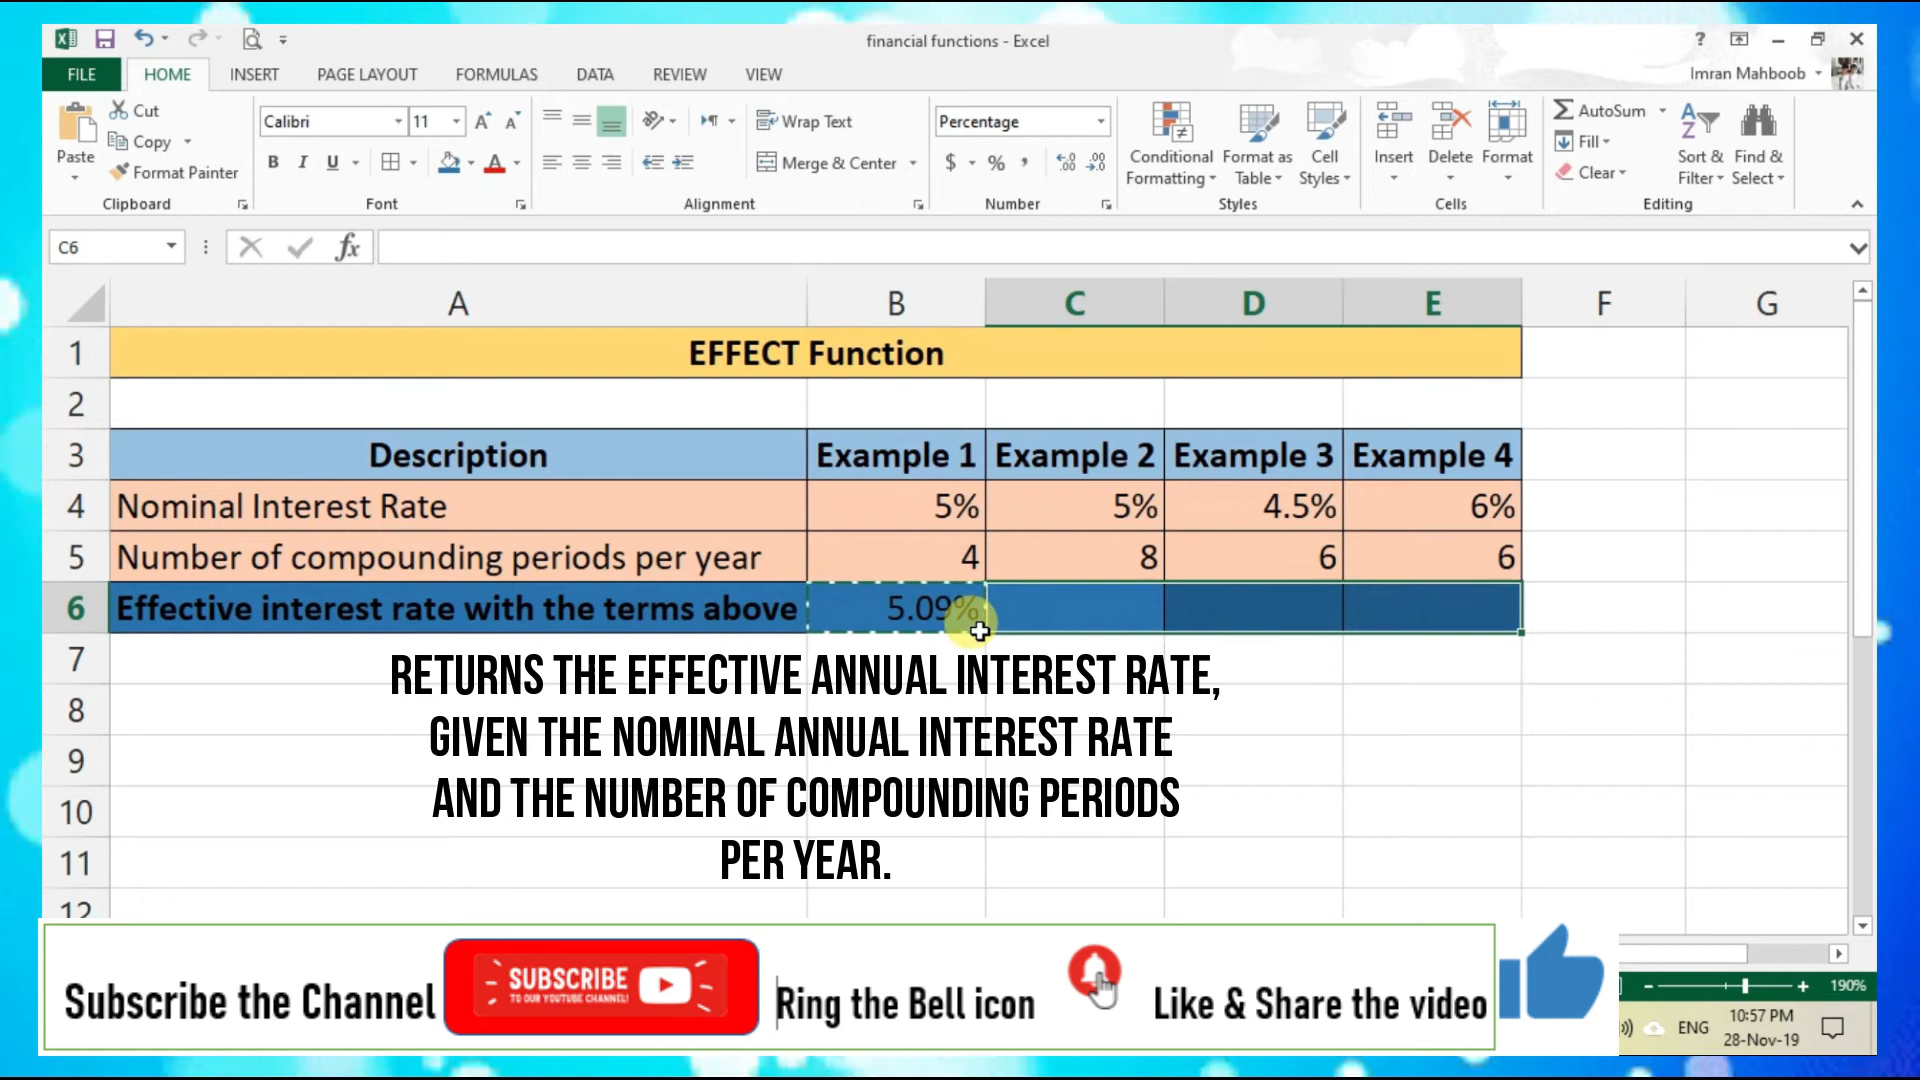 financial functions - Excel
?
FILE HOME INSERT PAGE LAYOUT FORMULAS DATA REVIEW VIEW
Imran Mahboob
Paste
Cut
Copy
Format Painter
Clipboard
Calibri 11 A A
B I U A
Font
Wrap Text
Merge & Center
Alignment
Percentage
$ % , .00
Number
Conditional Formatting
Format as Table
Cell Styles
Styles
Insert Delete Format
Cells
AutoSum
Fill
Clear
Sort & Filter
Find & Select
Editing
C6 fx
A B C D E F G
1 EFFECT Function
2
3 Description Example 1 Example 2 Example 3 Example 4
4 Nominal Interest Rate 5% 5% 4.5% 6%
5 Number of compounding periods per year 4 8 6 6
6 Effective interest rate with the terms above 5.09%
7
RETURNS THE EFFECTIVE ANNUAL INTEREST RATE,
8
GIVEN THE NOMINAL ANNUAL INTEREST RATE
9
AND THE NUMBER OF COMPOUNDING PERIODS
10
PER YEAR.
11
12
Subscribe the Channel
SUBSCRIBE
TO OUR YOUTUBE CHANNEL!
Ring the Bell icon
Like & Share the video
190%
ENG
10:57 PM
28-Nov-19